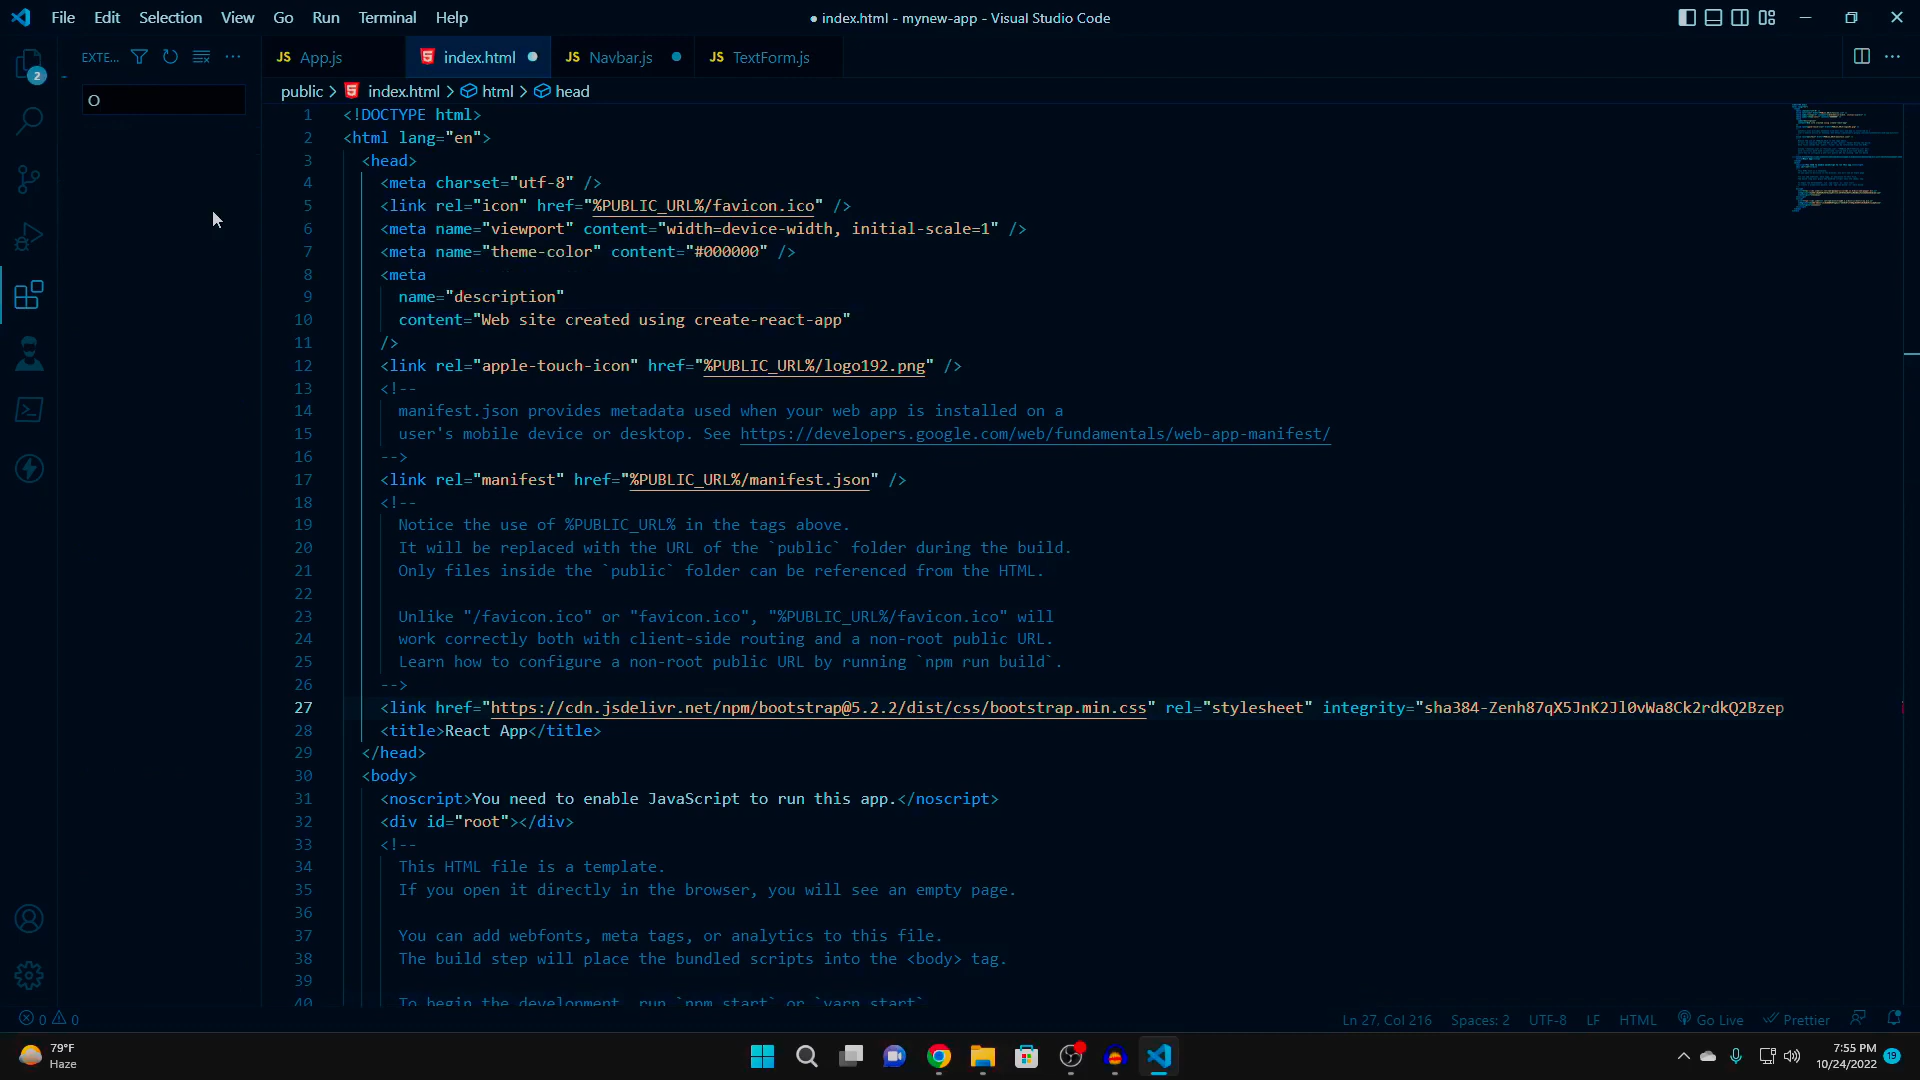 File Edit Selection View Go Run Terminal Help
● index.html - mynew-app - Visual Studio Code
EXTE...
JS App.js
index.html
JS Navbar.js
JS TextForm.js
2
O
public > index.html > html > head
1 <!DOCTYPE html>
2 <html lang="en">
3 <head>
4 <meta charset="utf-8" />
5 <link rel="icon" href="%PUBLIC_URL%/favicon.ico" />
6 <meta name="viewport" content="width=device-width, initial-scale=1" />
7 <meta name="theme-color" content="#000000" />
8 <meta
9 name="description"
10 content="Web site created using create-react-app"
11 />
12 <link rel="apple-touch-icon" href="%PUBLIC_URL%/logo192.png" />
13 <!--
14 manifest.json provides metadata used when your web app is installed on a
15 user's mobile device or desktop. See https://developers.google.com/web/fundamentals/web-app-manifest/
16 -->
17 <link rel="manifest" href="%PUBLIC_URL%/manifest.json" />
18 <!--
19 Notice the use of %PUBLIC_URL% in the tags above.
20 It will be replaced with the URL of the `public` folder during the build.
21 Only files inside the `public` folder can be referenced from the HTML.
22
23 Unlike "/favicon.ico" or "favicon.ico", "%PUBLIC_URL%/favicon.ico" will
24 work correctly both with client-side routing and a non-root public URL.
25 Learn how to configure a non-root public URL by running `npm run build`.
26 -->
27 <link href="https://cdn.jsdelivr.net/npm/bootstrap@5.2.2/dist/css/bootstrap.min.css" rel="stylesheet" integrity="sha384-Zenh87qX5JnK2Jl0vWa8Ck2rdkQ2Bzep
28 <title>React App</title>
29 </head>
30 <body>
31 <noscript>You need to enable JavaScript to run this app.</noscript>
32 <div id="root"></div>
33 <!--
34 This HTML file is a template.
35 If you open it directly in the browser, you will see an empty page.
36
37 You can add webfonts, meta tags, or analytics to this file.
38 The build step will place the bundled scripts into the <body> tag.
39
40 To begin the development, run `npm start` or `yarn start`
0 0
Ln 27, Col 216 Spaces: 2 UTF-8 LF HTML Go Live Prettier
79°F
Haze
7:55 PM
10/24/2022
19